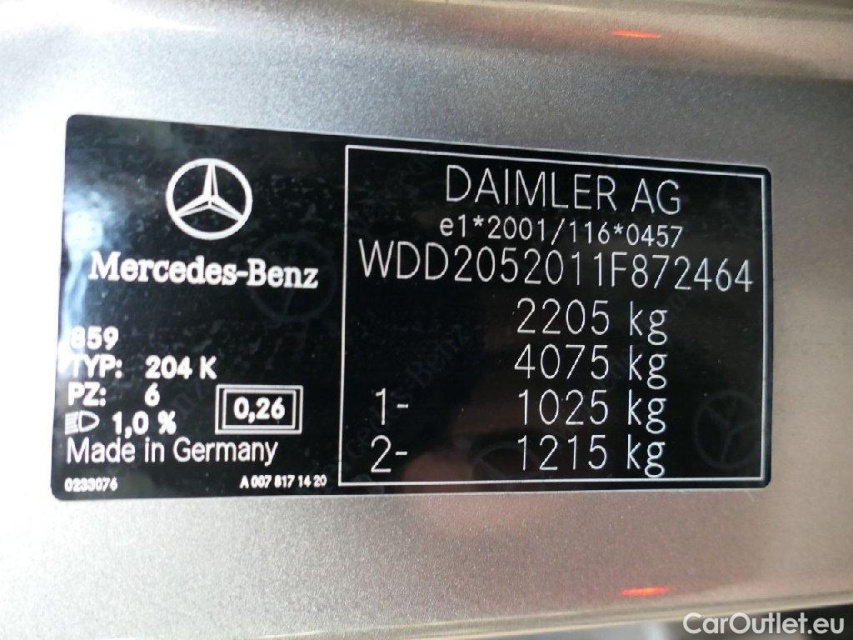 Mercedes-Benz
859
TYP: 204 K
PZ: 6
1,0 %
0,26
Made in Germany
0233076
A 007 817 14 20
DAIMLER AG
e1*2001/116*0457
WDD2052011F872464
2205 kg
4075 kg
1- 1025 kg
2- 1215 kg
CarOutlet.eu